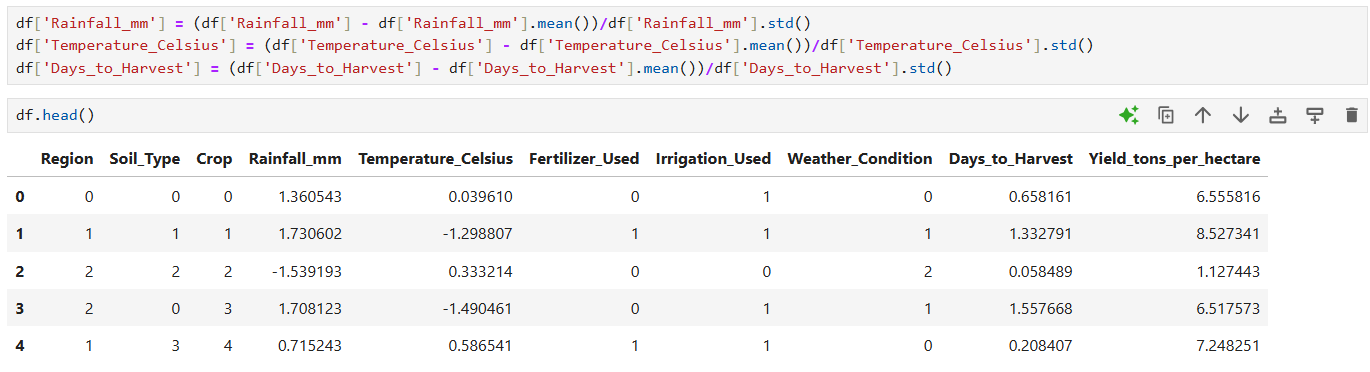 df['Rainfall_mm'] = (df['Rainfall_mm'] - df['Rainfall_mm'].mean())/df['Rainfall_mm'].std()
df['Temperature_Celsius'] = (df['Temperature_Celsius'] - df['Temperature_Celsius'].mean())/df['Temperature_Celsius'].std()
df['Days_to_Harvest'] = (df['Days_to_Harvest'] - df['Days_to_Harvest'].mean())/df['Days_to_Harvest'].std()
df.head()
Region Soil_Type Crop Rainfall_mm Temperature_Celsius Fertilizer_Used Irrigation_Used Weather_Condition Days_to_Harvest Yield_tons_per_hectare
0 0 0 0 1.360543 0.039610 0 1 0 0.658161 6.555816
1 1 1 1 1.730602 -1.298807 1 1 1 1.332791 8.527341
2 2 2 2 -1.539193 0.333214 0 0 2 0.058489 1.127443
3 2 0 3 1.708123 -1.490461 0 1 1 1.557668 6.517573
4 1 3 4 0.715243 0.586541 1 1 0 0.208407 7.248251